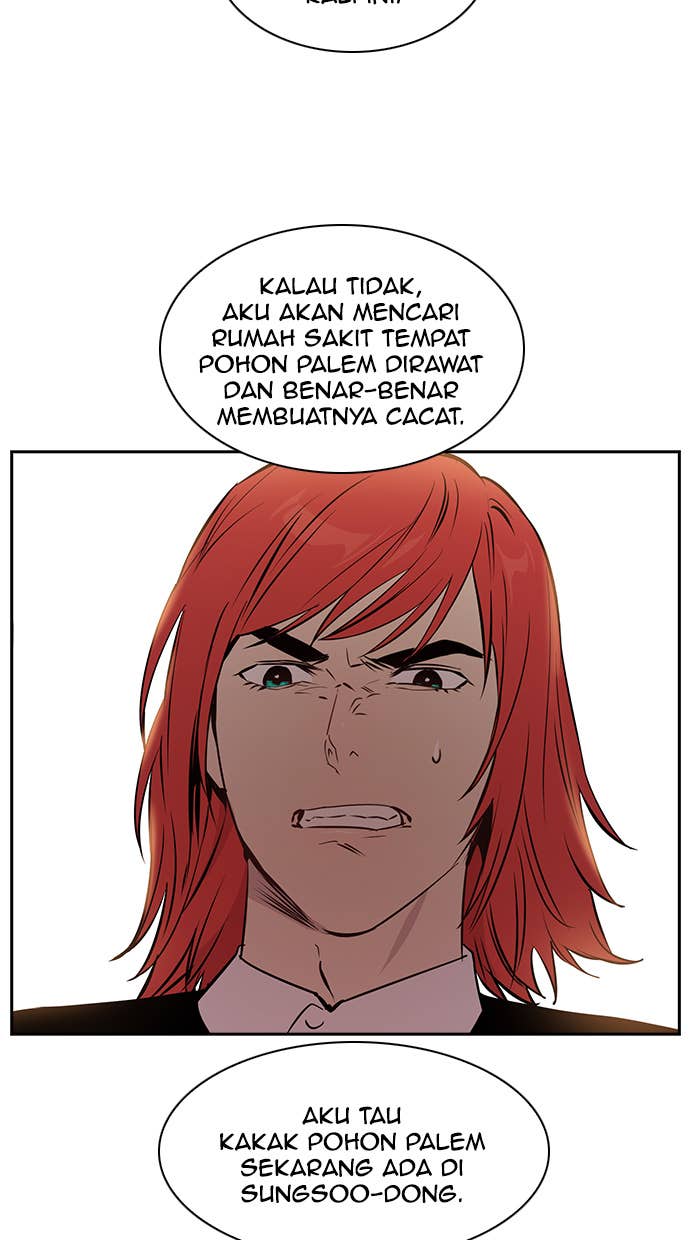 KALAU TIDAK,
AKU AKAN MENCARI
RUMAH SAKIT TEMPAT
POHON PALEM DIRAWAT
DAN BENAR-BENAR
MEMBUATNYA CACAT.
AKU TAU
KAKAK POHON PALEM
SEKARANG ADA DI
SUNGSOO-DONG.